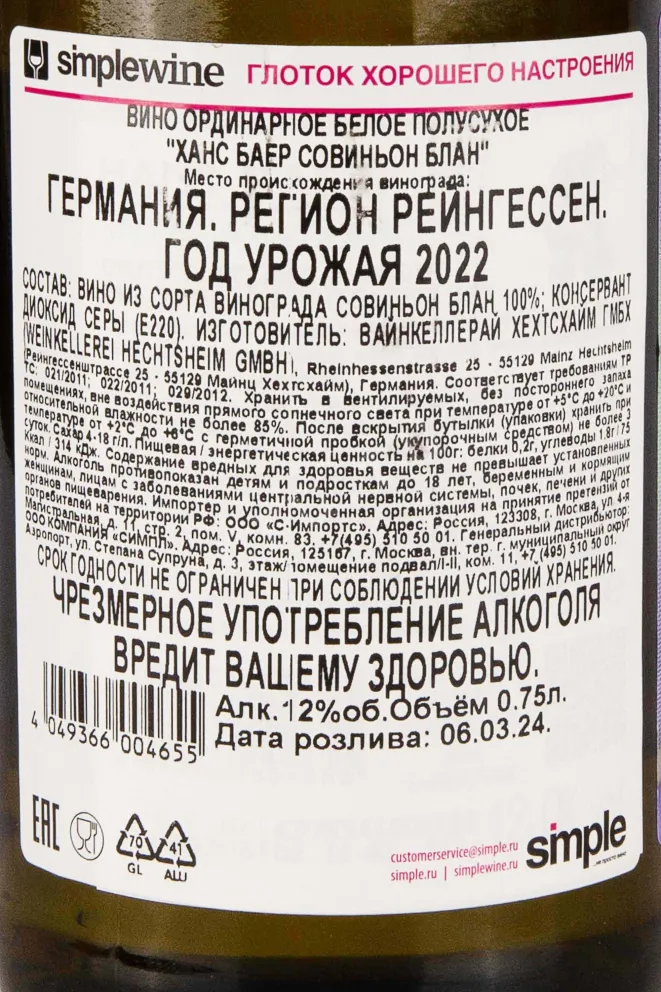 simplewine ГЛОТОК ХОРОШЕГО НАСТРОЕНИЯ
ВИНО ОРДИНАРНОЕ БЕЛОЕ ПОЛУСУХОЕ
"ХАНС БАЕР СОВИНЬОН БЛАН"
Место происхождения винограда:
ГЕРМАНИЯ. РЕГИОН РЕЙНГЕССЕН.
ГОД УРОЖАЯ 2022
СОСТАВ: ВИНО ИЗ СОРТА ВИНОГРАДА СОВИНЬОН БЛАН 100%; КОНСЕРВАНТ
ДИОКСИД СЕРЫ (Е220). ИЗГОТОВИТЕЛЬ: ВАЙНКЕЛЛЕРАЙ ХЕХТСХАЙМ ГМБХ
(WEINKELLEREI HECHTSHEIM GMBH), Rheinhessenstrasse 25 - 55129 Mainz Hechtsheim
(Рейнгессенштрассе 25 - 55129 Майнц Хехтсхайм), Германия. Соответствует требованиям ТР
ТС: 021/2011; 022/2011; 029/2012. Хранить в вентилируемых, без постороннего запаха
помещениях, вне воздействия прямого солнечного света при температуре от +5°С до +20°С и
относительной влажности не более 85%. После вскрытия бутылки (упаковки) хранить при
температуре от +2°С до +6°С с герметичной пробкой (укупорочным средством) не более 3
суток. Сахар 4-18 г/л. Пищевая / энергетическая ценность на 100г: белки 0,2г, углеводы 1.8г / 75
Ккал / 314 кДж. Содержание вредных для здоровья веществ не превышает установленных
норм. Алкоголь противопоказан детям и подросткам до 18 лет, беременным и кормящим
женщинам, лицам с заболеваниями центральной нервной системы, почек, печени и других
органов пищеварения. Импортер и уполномоченная организация на принятие претензий от
потребителей на территории РФ: ООО «С-Импортс». Адрес: Россия, 123308, г. Москва, ул. 4-я
Магистральная, д. 11, стр. 2, пом. V, комн. 83, +7(495) 510 50 01. Генеральный дистрибьютор:
ООО КОМПАНИЯ «СИМПЛ». Адрес: Россия, 125167, г. Москва, вн. тер. г. муниципальный округ
Аэропорт, ул. Степана Супруна, д. 3, этаж/помещение подвал/I-II, ком. 11, +7 (495) 510 50 01.
СРОК ГОДНОСТИ НЕ ОГРАНИЧЕН ПРИ СОБЛЮДЕНИИ УСЛОВИЙ ХРАНЕНИЯ.
ЧРЕЗМЕРНОЕ УПОТРЕБЛЕНИЕ АЛКОГОЛЯ
ВРЕДИТ ВАШЕМУ ЗДОРОВЬЮ.
Алк.12%об.Объём 0.75л.
Дата розлива: 06.03.24.
4 049366 004655
EAC
70
GL
41
ALU
customerservice@simple.ru
simple.ru | simplewine.ru
simple
...не просто вино